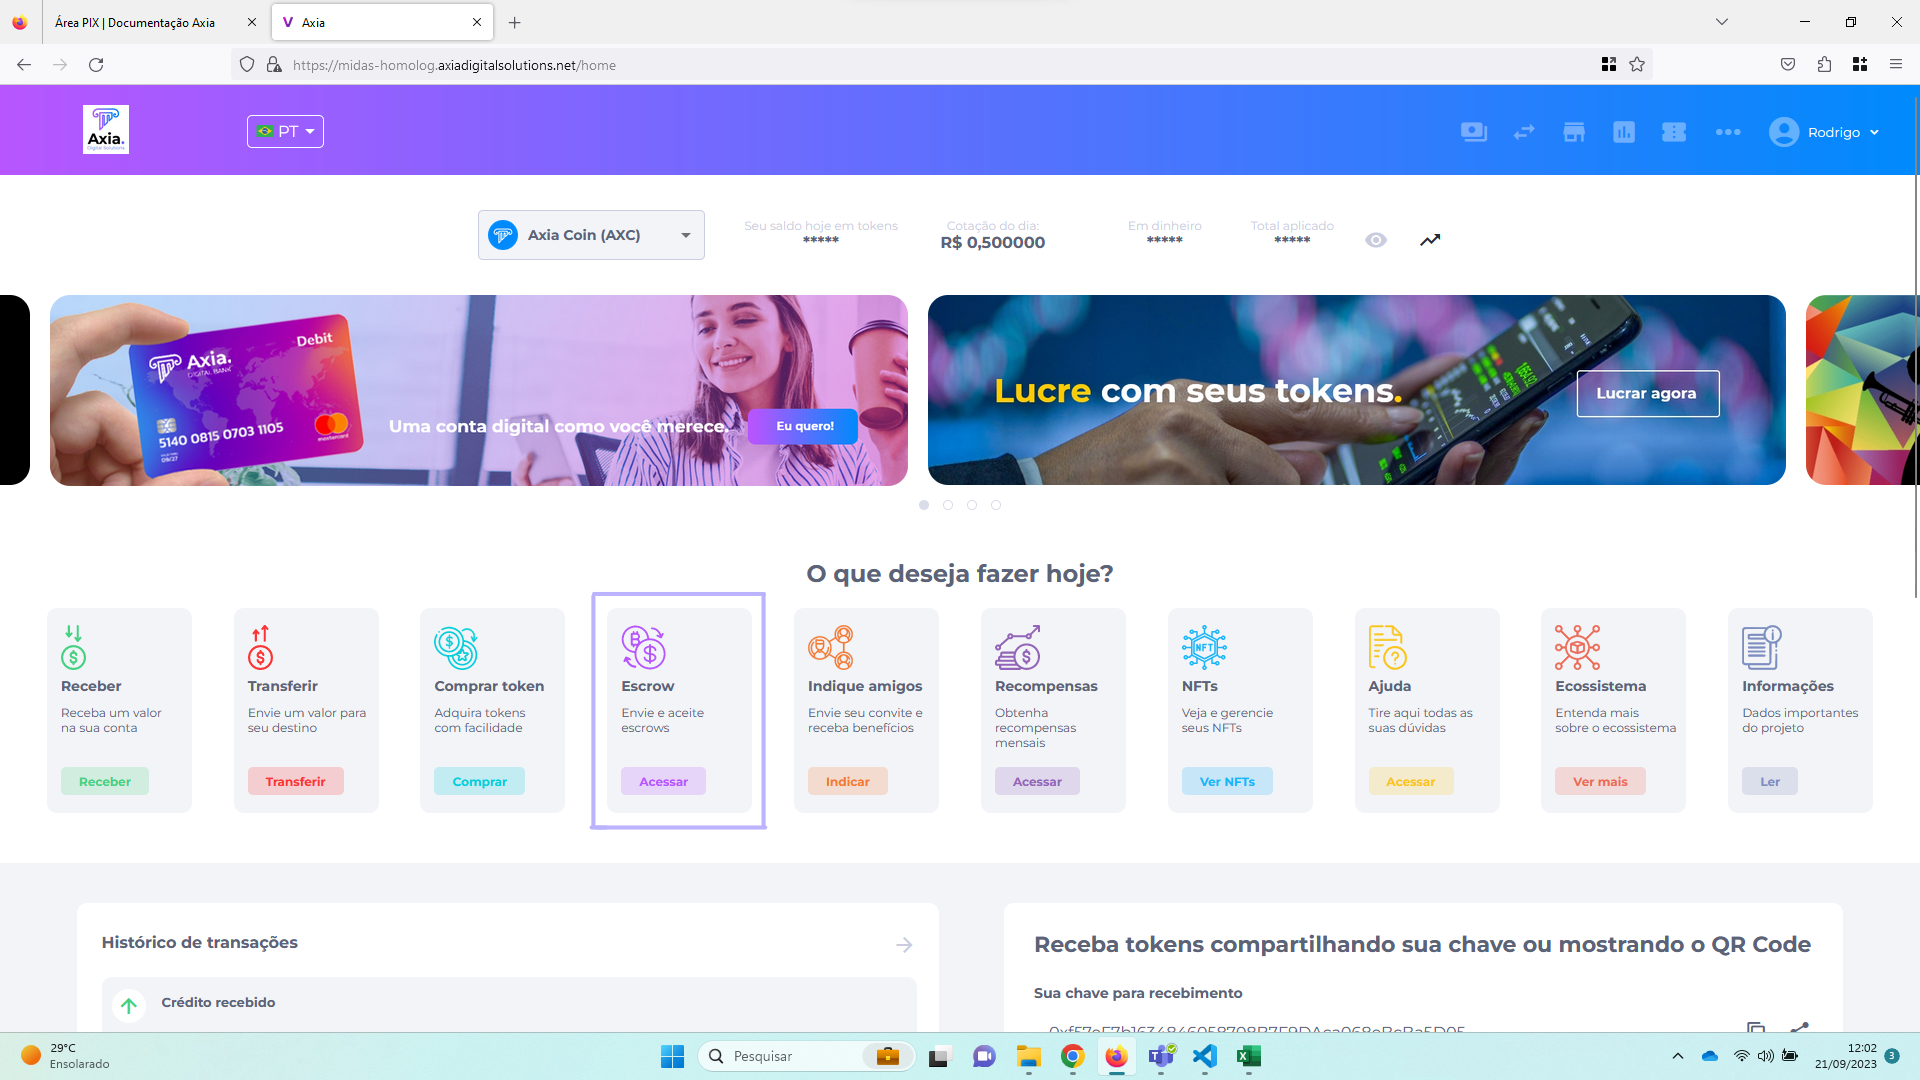 Área PIX | Documentação Axia
Axia
https://midas-homolog.axiadigitalsolutions.net/home
Axia.
Digital Solutions
PT
Rodrigo
Axia Coin (AXC)
Seu saldo hoje em tokens
*****
Cotação do dia:
R$ 0,500000
Em dinheiro
*****
Total aplicado
*****
Debit
Axia.
DIGITAL BANK
5140 0815 0703 1105
09/27
mastercard
Uma conta digital como você merece.
Eu quero!
Lucre com seus tokens.
Lucrar agora
O que deseja fazer hoje?
Receber
Receba um valor
na sua conta
Receber
Transferir
Envie um valor para
seu destino
Transferir
Comprar token
Adquira tokens
com facilidade
Comprar
Escrow
Envie e aceite
escrows
Acessar
Indique amigos
Envie seu convite e
receba benefícios
Indicar
Recompensas
Obtenha
recompensas
mensais
Acessar
NFT
NFTs
Veja e gerencie
seus NFTs
Ver NFTs
Ajuda
Tire aqui todas as
suas dúvidas
Acessar
Ecossistema
Entenda mais
sobre o ecossistema
Ver mais
Informações
Dados importantes
do projeto
Ler
Histórico de transações
Crédito recebido
Receba tokens compartilhando sua chave ou mostrando o QR Code
Sua chave para recebimento
29°C
Ensolarado
Pesquisar
12:02
21/09/2023
3